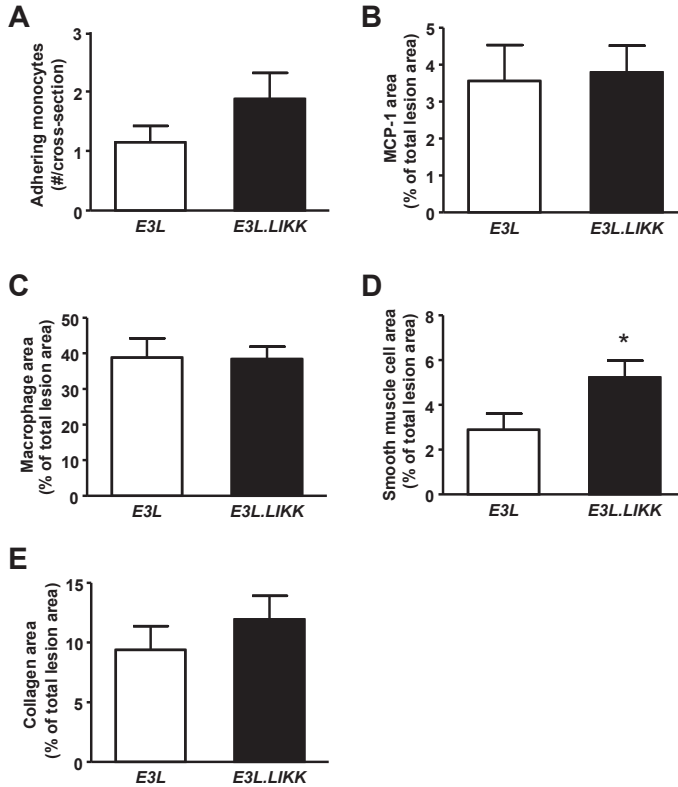 A
Adhering monocytes
(#/cross-section)
3
2
1
0
E3L
E3L.LIKK
B
MCP-1 area
(% of total lesion area)
5
4
3
2
1
0
E3L
E3L.LIKK
C
Macrophage area
(% of total lesion area)
50
40
30
20
10
0
E3L
E3L.LIKK
D
Smooth muscle cell area
(% of total lesion area)
8
6
4
2
0
*
E3L
E3L.LIKK
E
Collagen area
(% of total lesion area)
15
10
5
0
E3L
E3L.LIKK